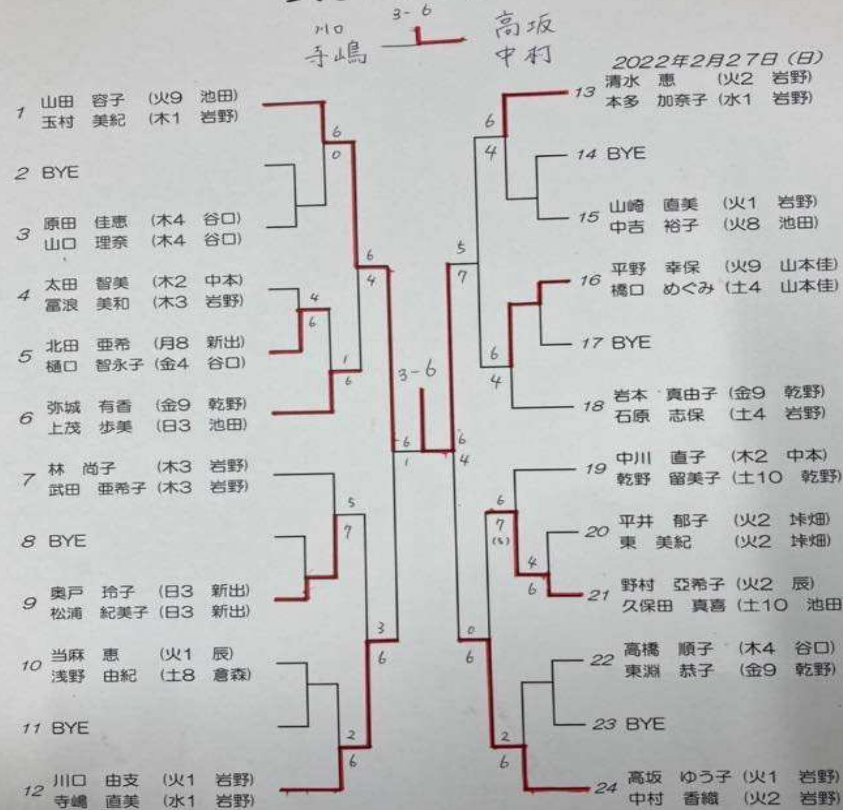 3-6
川口 高坂
寺嶋 中村
2022年2月27日(日)
1 山田 容子 (火9 池田)
玉村 美紀 (木1 岩野)
2 BYE
3 原田 佳恵 (木4 谷口)
山口 理奈 (木4 谷口)
4 太田 智美 (木2 中本)
冨浪 美和 (木3 岩野)
5 北田 亜希 (月8 新出)
樋口 智永子 (金4 谷口)
6 弥城 有香 (金9 乾野)
上茂 歩美 (日3 池田)
7 林 尚子 (木3 岩野)
武田 亜希子 (木3 岩野)
8 BYE
9 奥戸 玲子 (日3 新出)
松浦 紀美子 (日3 新出)
10 当麻 恵 (火1 辰)
浅野 由紀 (土8 倉森)
11 BYE
12 川口 由支 (火1 岩野)
寺嶋 直美 (水1 岩野)
6
0
6
4
4
6
1
6
3-6
6
1
5
7
3
6
2
6
13 清水 恵 (火2 岩野)
本多 加奈子 (水1 岩野)
14 BYE
15 山崎 直美 (火1 岩野)
中吉 裕子 (火8 池田)
16 平野 幸保 (火9 山本佳)
橋口 めぐみ (土4 山本佳)
17 BYE
18 岩本 真由子 (金9 乾野)
石原 志保 (土4 岩野)
19 中川 直子 (木2 中本)
乾野 留美子 (土10 乾野)
20 平井 郁子 (火2 垰畑)
東 美紀 (火2 垰畑)
21 野村 亞希子 (火2 辰)
久保田 真喜 (土10 池田
22 高橋 順子 (木4 谷口)
東淵 恭子 (金9 乾野)
23 BYE
24 高坂 ゆう子 (火1 岩野)
中村 香織 (火2 岩野)
6
4
5
7
6
4
6
4
6
7
4
6
0
6
2
6